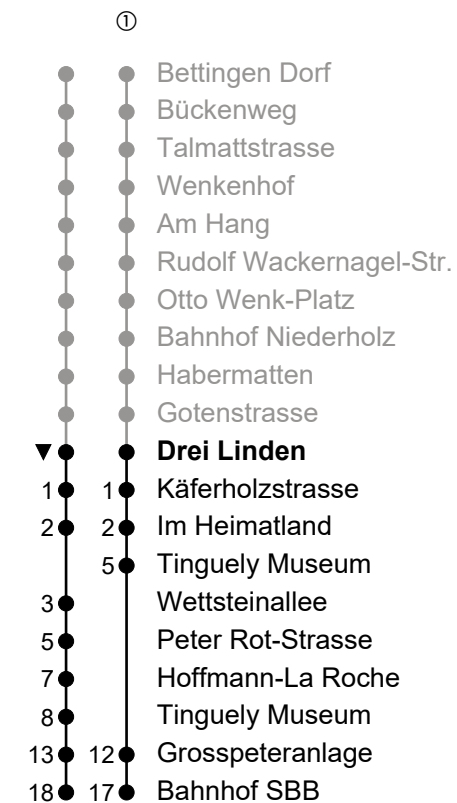 ①
Bettingen Dorf
Bückenweg
Talmattstrasse
Wenkenhof
Am Hang
Rudolf Wackernagel-Str.
Otto Wenk-Platz
Bahnhof Niederholz
Habermatten
Gotenstrasse
▼ Drei Linden
1 1 Käferholzstrasse
2 2 Im Heimatland
5 Tinguely Museum
3 Wettsteinallee
5 Peter Rot-Strasse
7 Hoffmann-La Roche
8 Tinguely Museum
13 12 Grosspeteranlage
18 17 Bahnhof SBB